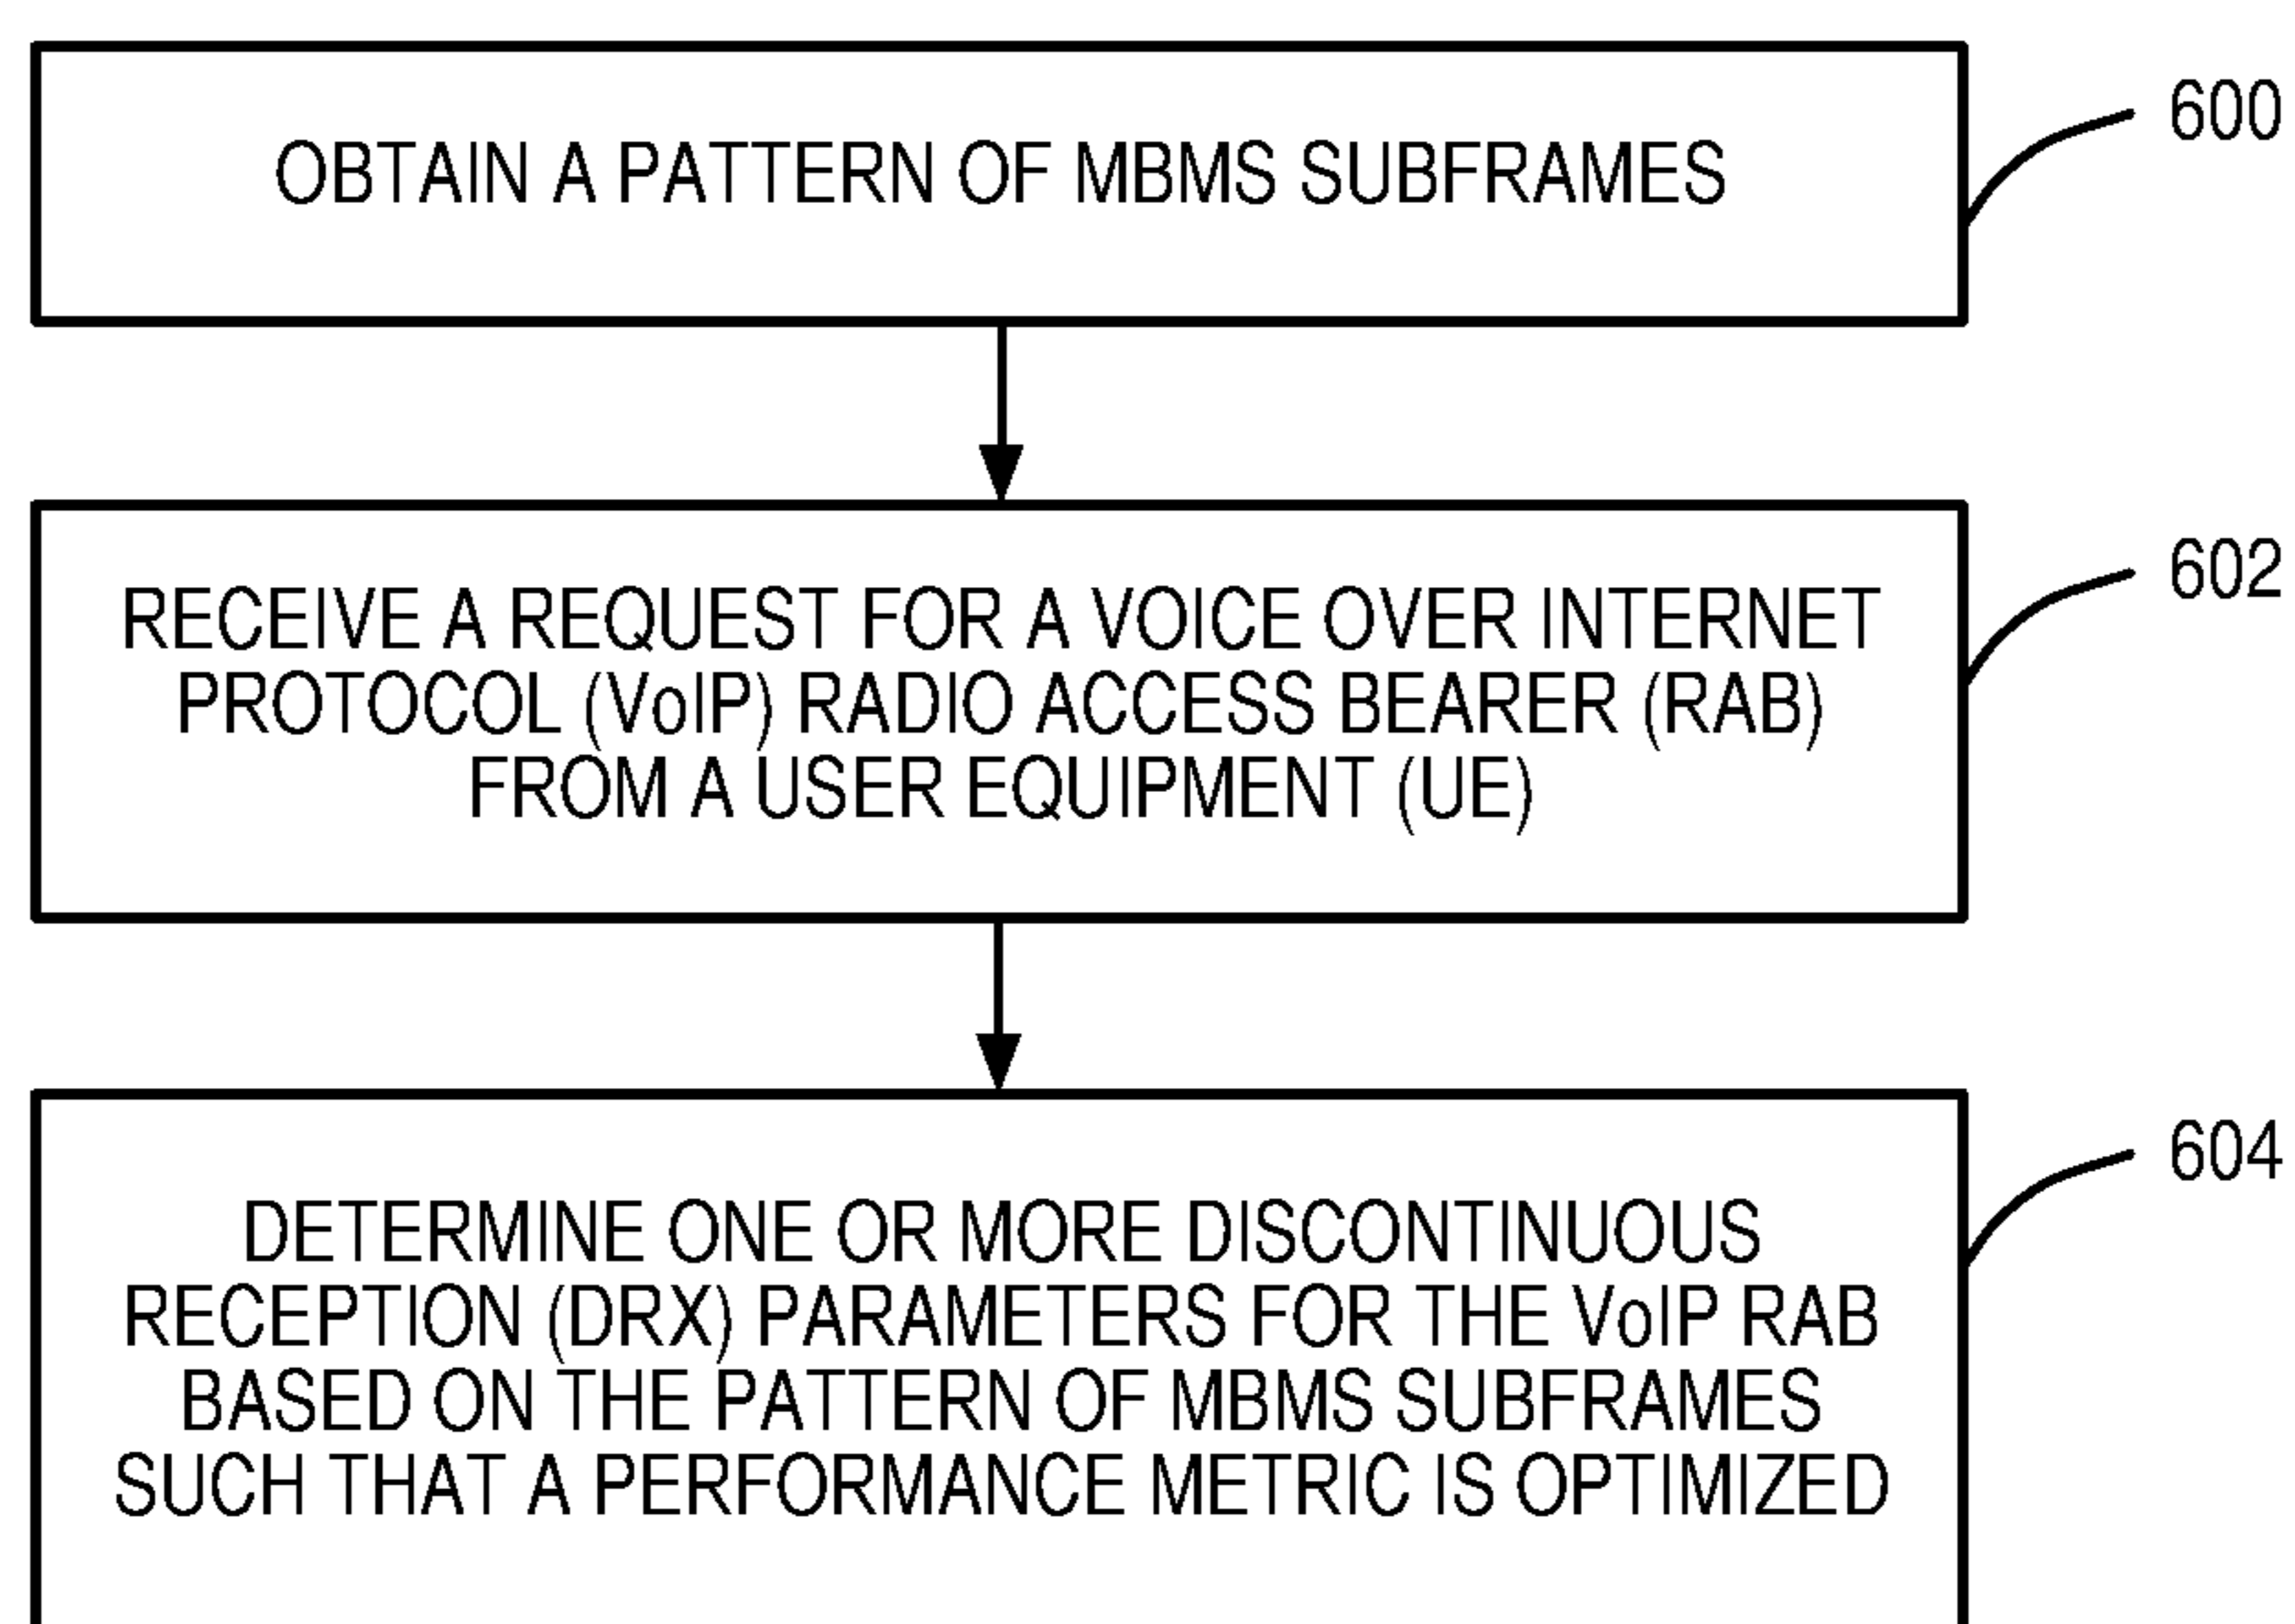 OBTAIN A PATTERN OF MBMS SUBFRAMES
600
RECEIVE A REQUEST FOR A VOICE OVER INTERNET
PROTOCOL (VoIP) RADIO ACCESS BEARER (RAB)
FROM A USER EQUIPMENT (UE)
602
DETERMINE ONE OR MORE DISCONTINUOUS
RECEPTION (DRX) PARAMETERS FOR THE VoIP RAB
BASED ON THE PATTERN OF MBMS SUBFRAMES
SUCH THAT A PERFORMANCE METRIC IS OPTIMIZED
604